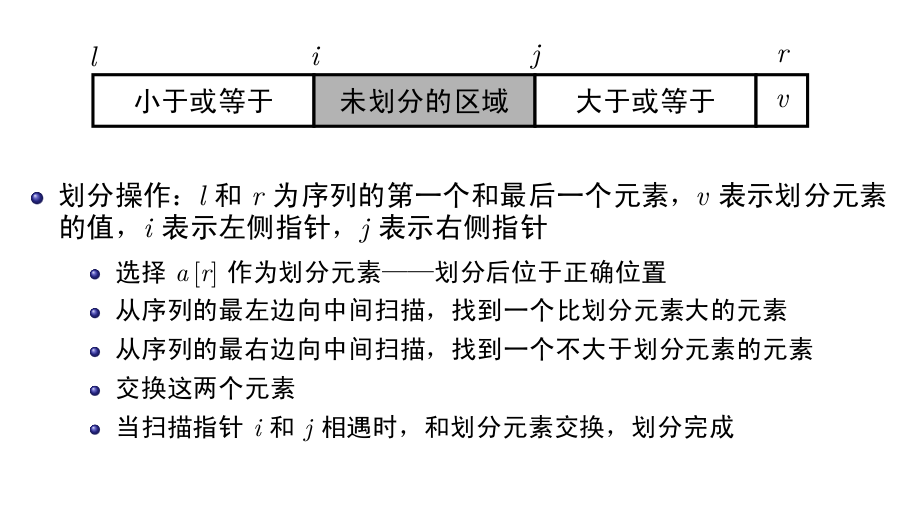 l i j r
小于或等于 未划分的区域 大于或等于 v
划分操作：l 和 r 为序列的第一个和最后一个元素，v 表示划分元素
的值，i 表示左侧指针，j 表示右侧指针
选择 a[r] 作为划分元素——划分后位于正确位置
从序列的最左边向中间扫描，找到一个比划分元素大的元素
从序列的最右边向中间扫描，找到一个不大于划分元素的元素
交换这两个元素
当扫描指针 i 和 j 相遇时，和划分元素交换，划分完成